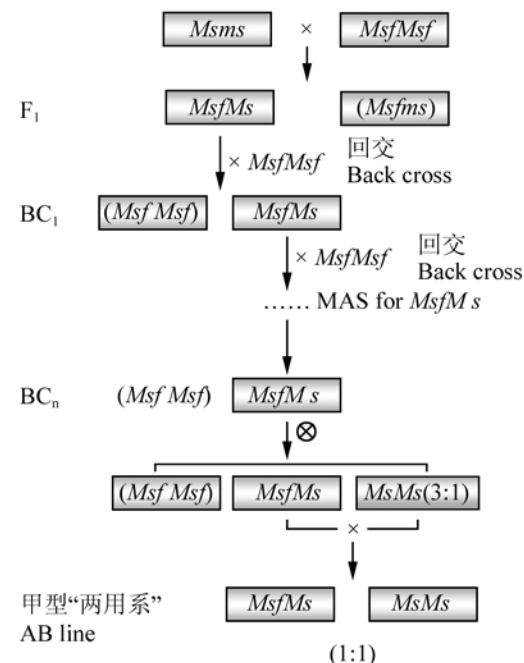 Msms × MsfMsf
F₁ MsfMs (Msfms)
× MsfMsf 回交
Back cross
BC₁ (Msf Msf) MsfMs
× MsfMsf 回交
Back cross
…… MAS for MsfM s
BCₙ (Msf Msf) MsfM s
⊗
(Msf Msf) MsfMs MsMs(3:1)
×
甲型“两用系” MsfMs MsMs
AB line
(1:1)